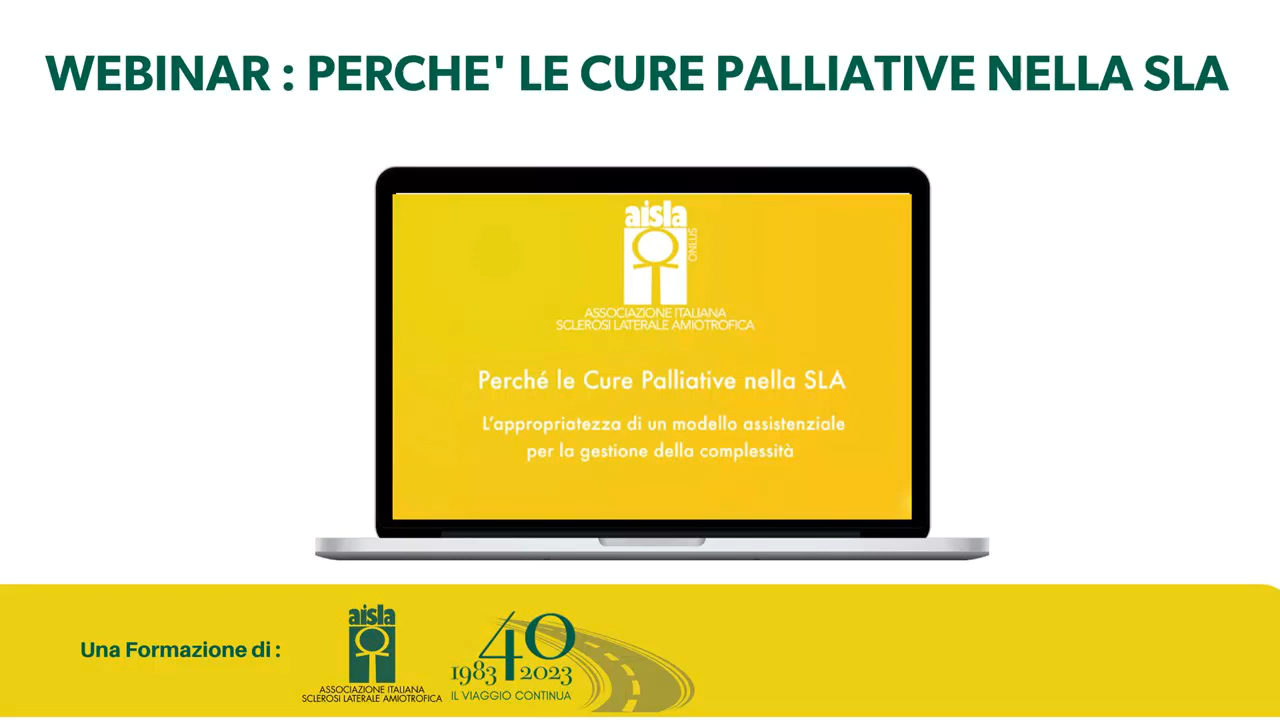 WEBINAR : PERCHE' LE CURE PALLIATIVE NELLA SLA
aisla
ONLUS
ASSOCIAZIONE ITALIANA
SCLEROSI LATERALE AMIOTROFICA
Perché le Cure Palliative nella SLA
L'appropriatezza di un modello assistenziale
per la gestione della complessità
Una Formazione di :
aisla
ASSOCIAZIONE ITALIANA
SCLEROSI LATERALE AMIOTROFICA
40
1983 2023
IL VIAGGIO CONTINUA